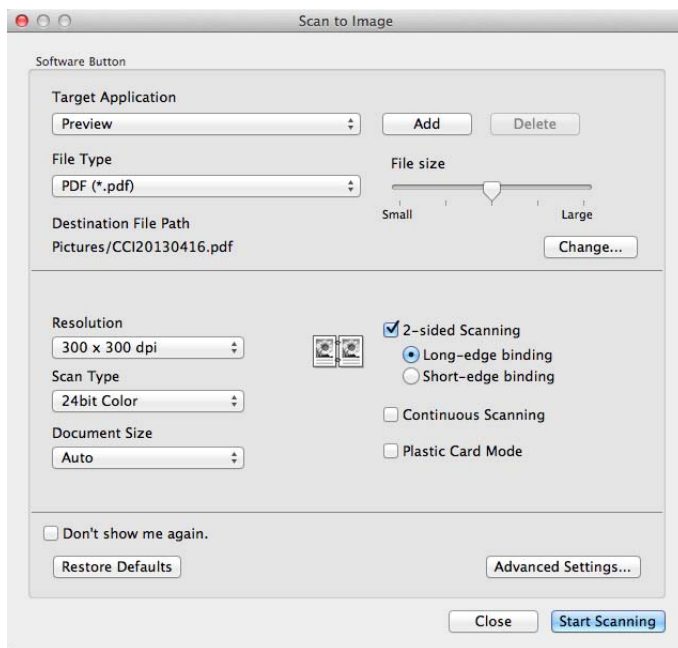 Scan to Image
Software Button
Target Application
Preview
Add
Delete
File Type
File size
PDF (*.pdf)
Small
Large
Destination File Path
Pictures/CCI20130416.pdf
Change...
Resolution
2-sided Scanning
300 x 300 dpi
Long-edge binding
Scan Type
Short-edge binding
24bit Color
Continuous Scanning
Document Size
Auto
Plastic Card Mode
Don't show me again.
Restore Defaults
Advanced Settings...
Close
Start Scanning